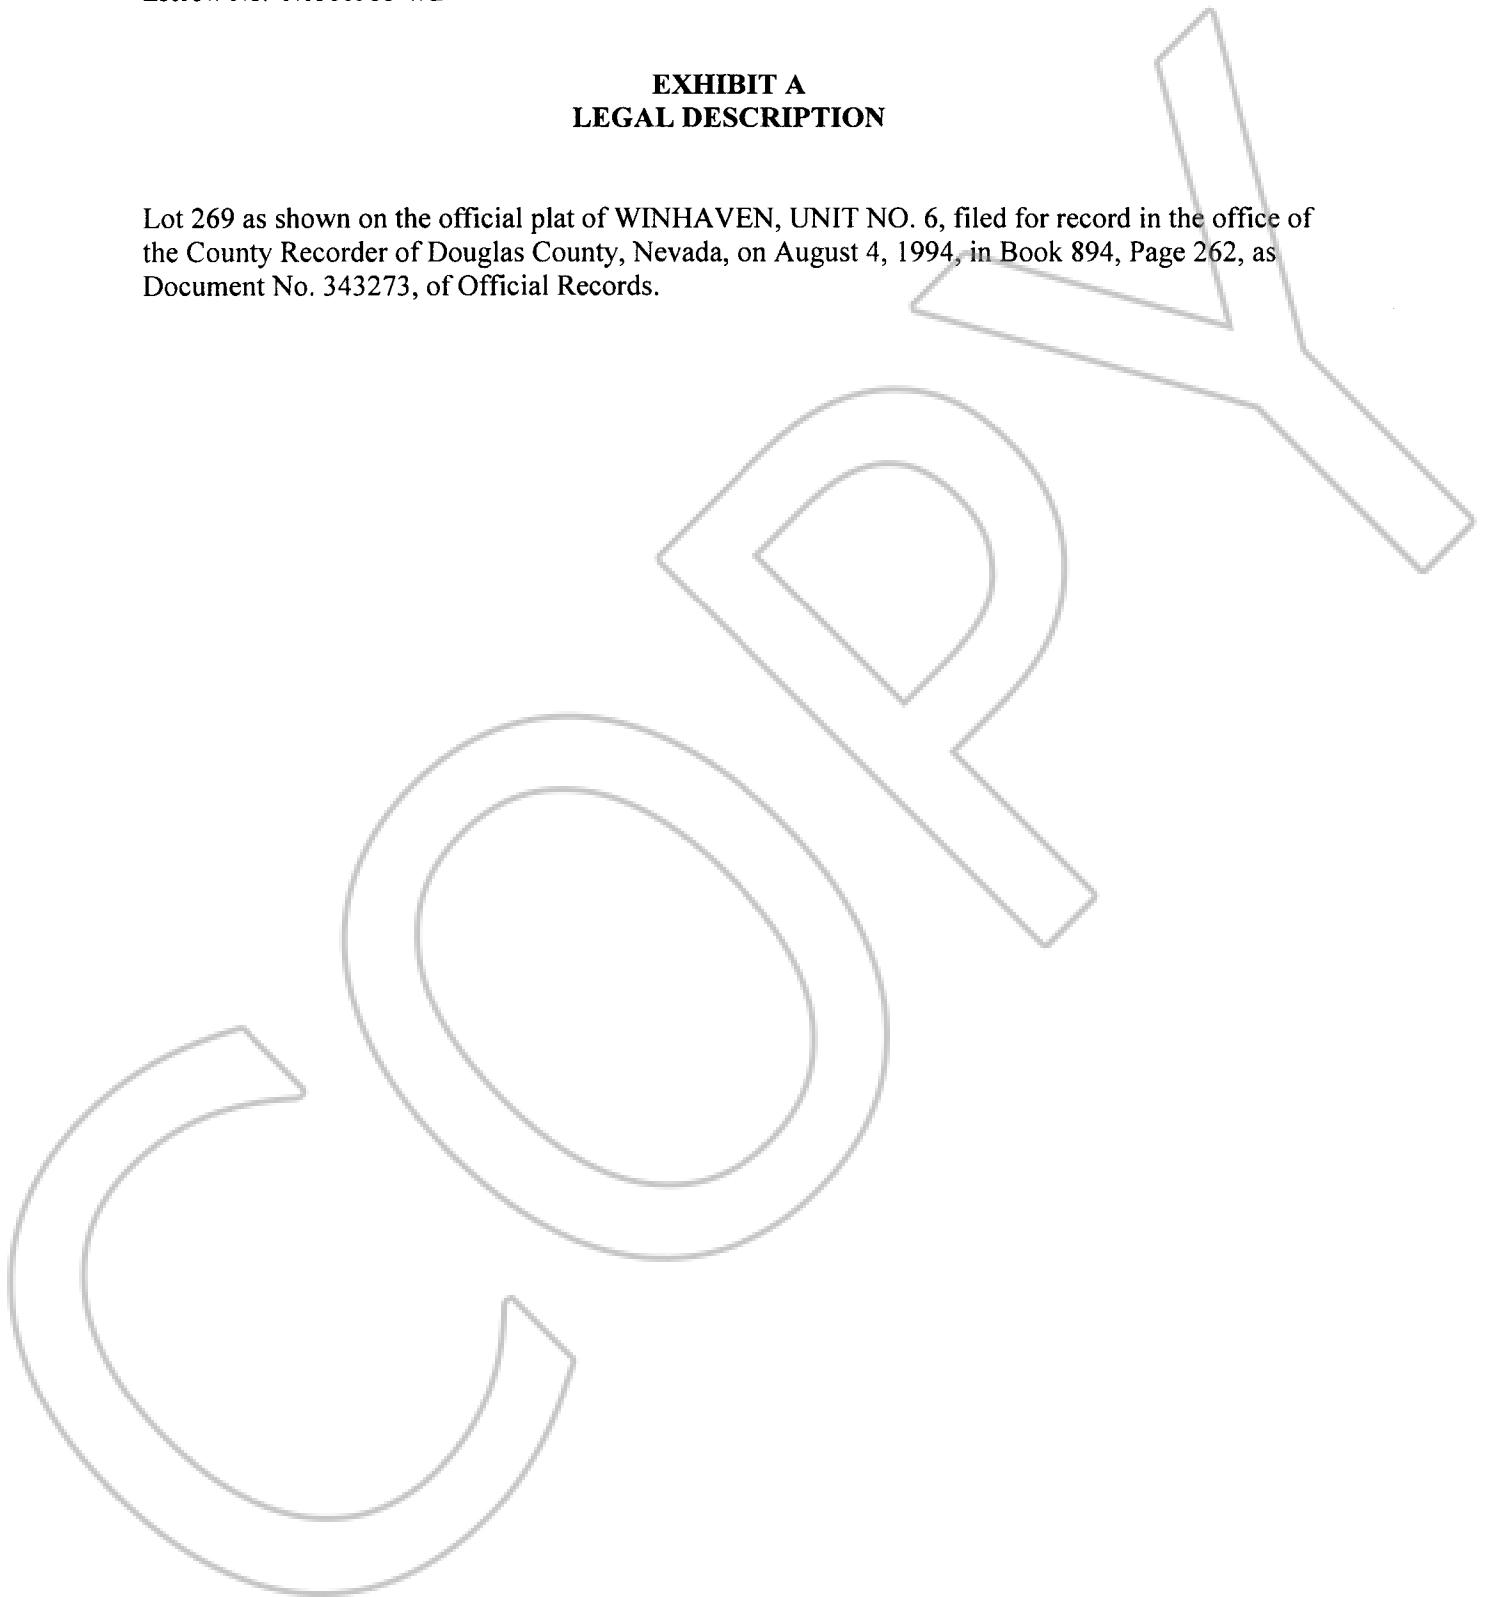 EXHIBIT A
LEGAL DESCRIPTION
Lot 269 as shown on the official plat of WINHAVEN, UNIT NO. 6, filed for record in the office of
the County Recorder of Douglas County, Nevada, on August 4, 1994, in Book 894, Page 262, as
Document No. 343273, of Official Records.
COPY